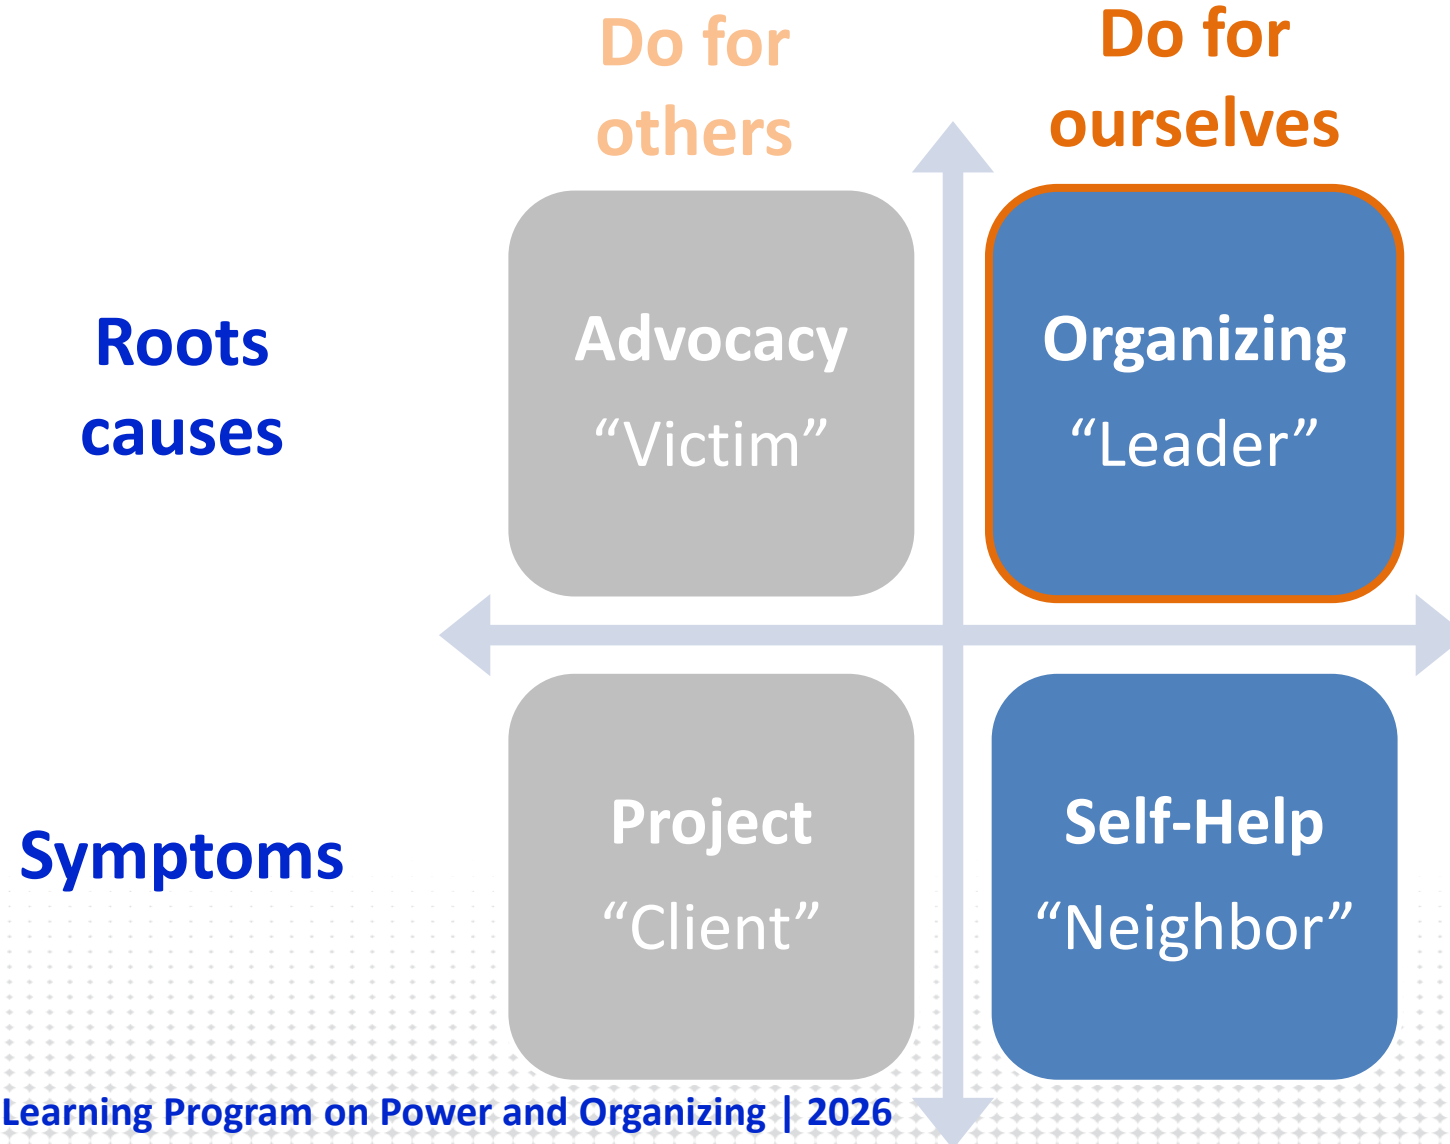 Do for
others
Do for
ourselves
Roots
causes
Advocacy
“Victim”
Organizing
“Leader”
Symptoms
Project
“Client”
Self-Help
“Neighbor”
Learning Program on Power and Organizing | 2026